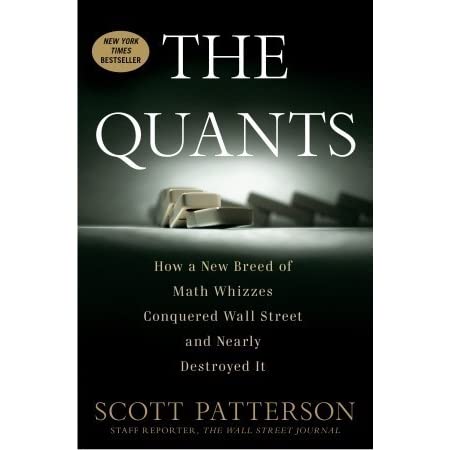 NEW YORK
TIMES
BESTSELLER
THE
QUANTS
How a New Breed of
Math Whizzes
Conquered Wall Street
and Nearly
Destroyed It
SCOTT PATTERSON
STAFF REPORTER, THE WALL STREET JOURNAL